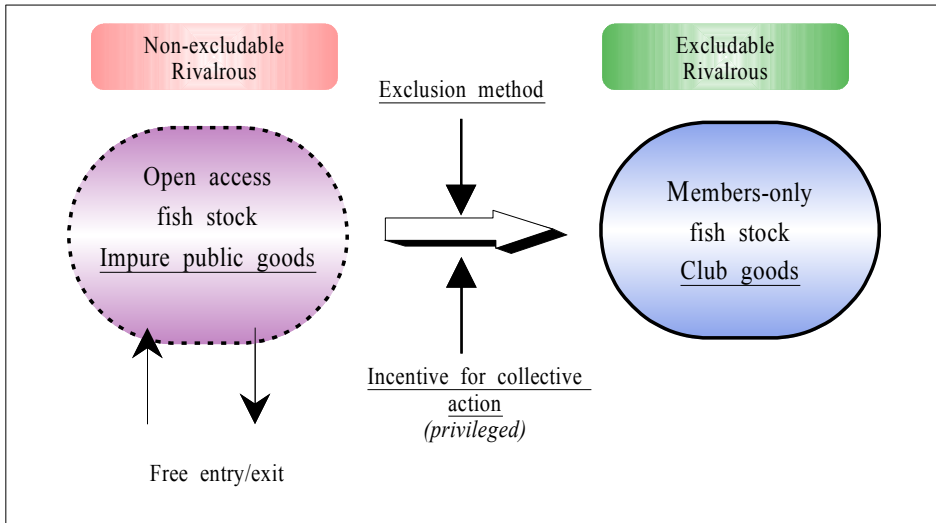 Non-excludable
Rivalrous
Excludable
Rivalrous
Exclusion method
Open access
fish stock
Impure public goods
Members-only
fish stock
Club goods
Incentive for collective
action
(privileged)
Free entry/exit